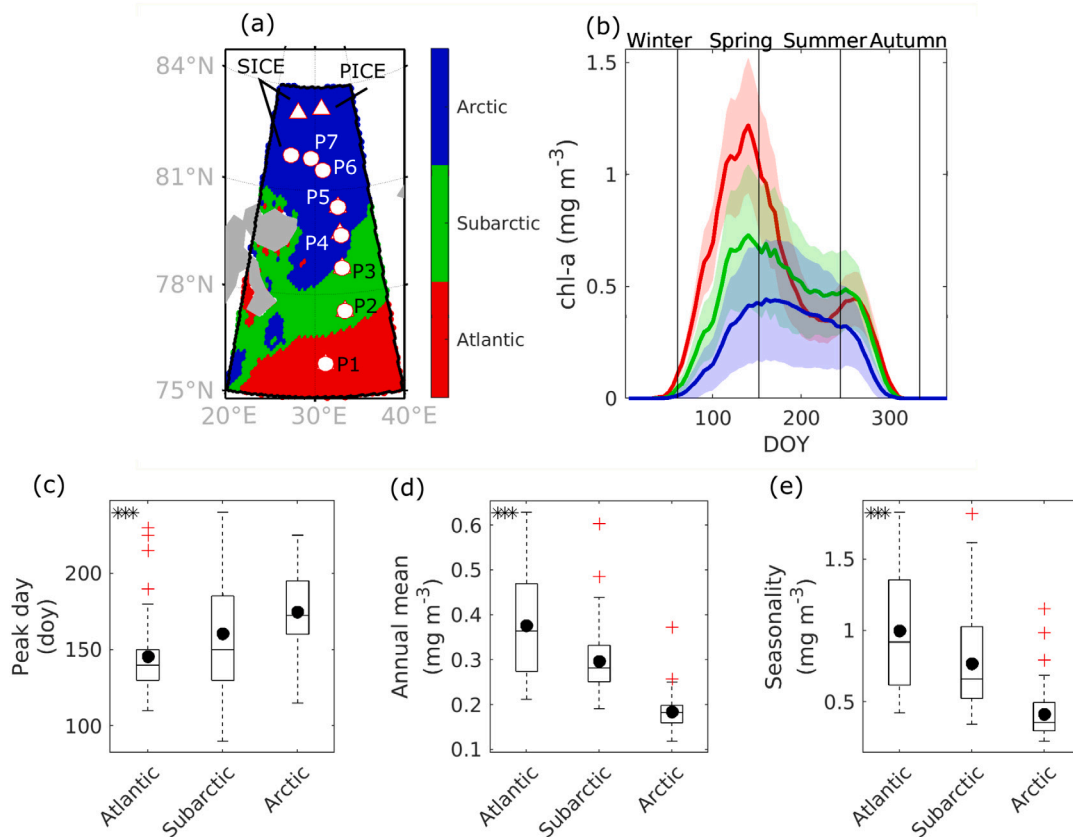 (a)
84°N
81°N
78°N
75°N
20°E 30°E 40°E
SICE
PICE
P7
P6
P5
P4
P3
P2
P1
Arctic
Subarctic
Atlantic
(b)
Winter Spring Summer Autumn
chl-a (mg m⁻³)
1.5
1
0.5
0
100 200 300
DOY
(c)
***
Peak day
(doy)
200
150
100
Atlantic
Subarctic
Arctic
(d)
***
Annual mean
(mg m⁻³)
0.6
0.5
0.4
0.3
0.2
0.1
Atlantic
Subarctic
Arctic
(e)
***
Seasonality
(mg m⁻³)
1.5
1
0.5
Atlantic
Subarctic
Arctic